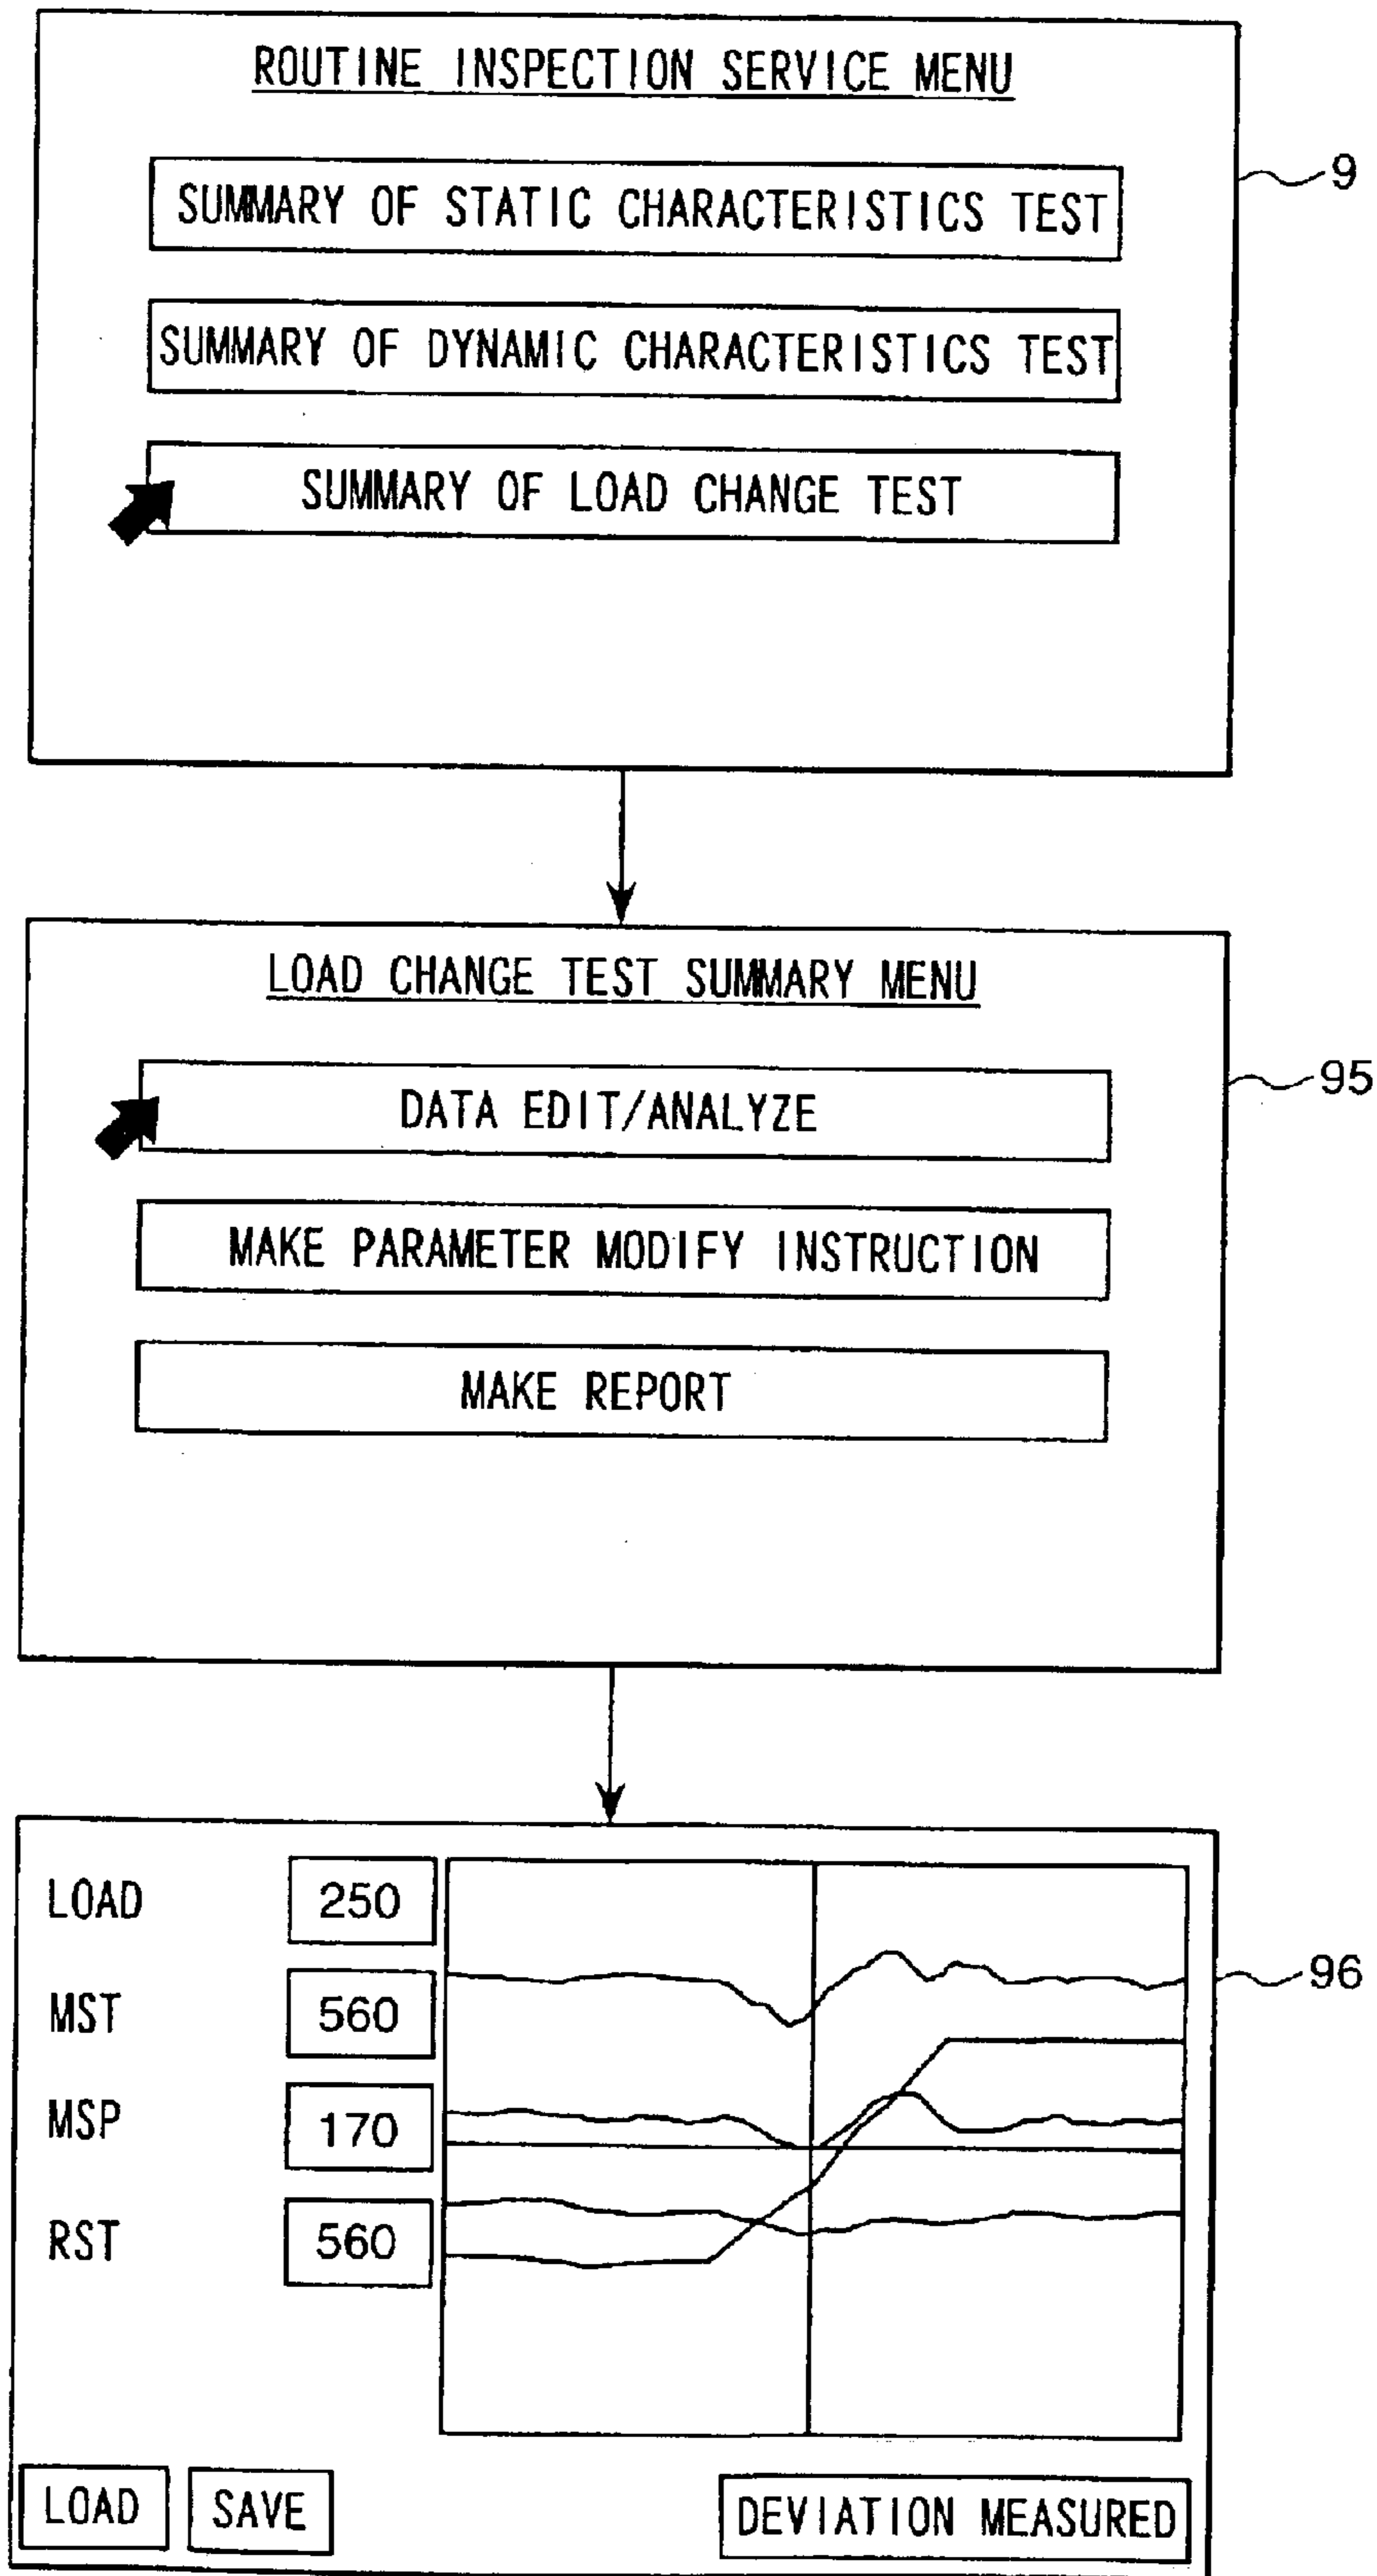 ROUTINE INSPECTION SERVICE MENU
SUMMARY OF STATIC CHARACTERISTICS TEST
9
SUMMARY OF DYNAMIC CHARACTERISTICS TEST
SUMMARY OF LOAD CHANGE TEST
LOAD CHANGE TEST SUMMARY MENU
DATA EDIT/ANALYZE
95
MAKE PARAMETER MODIFY INSTRUCTION
MAKE REPORT
LOAD 250
MST 560
96
MSP 170
RST 560
LOAD SAVE DEVIATION MEASURED